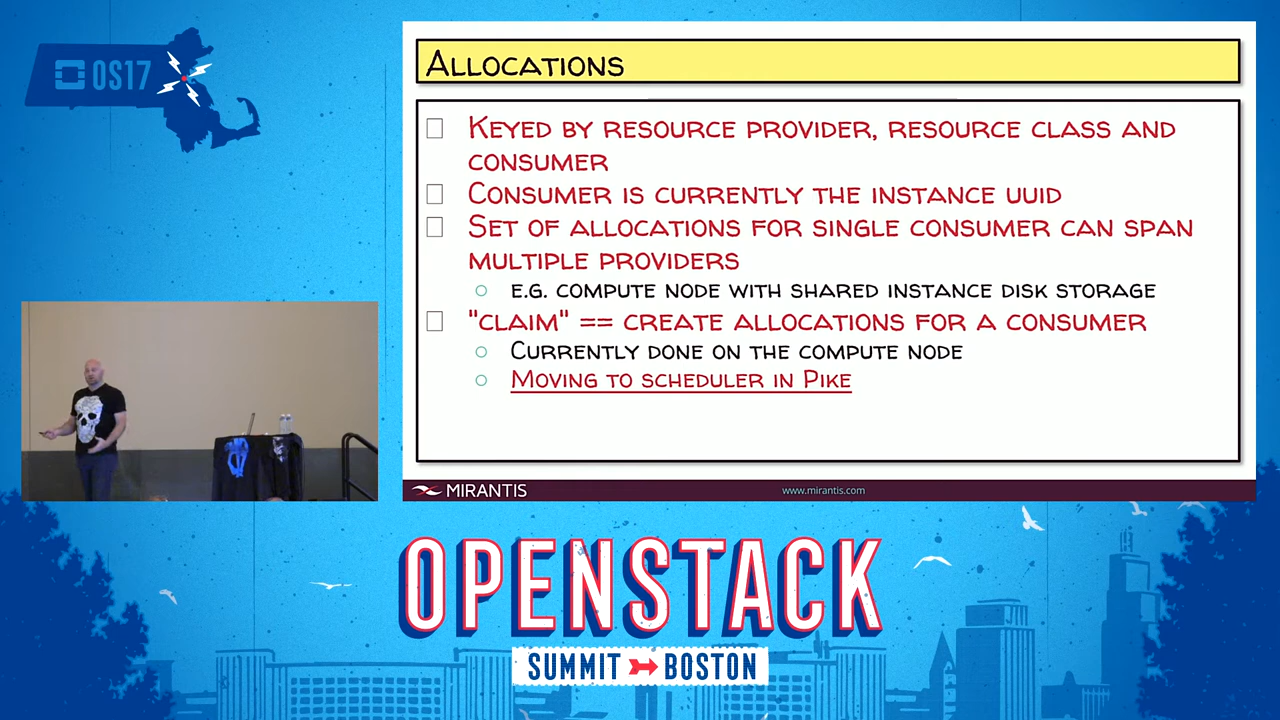 OS17
ALLOCATIONS
KEYED BY RESOURCE PROVIDER, RESOURCE CLASS AND
CONSUMER
CONSUMER IS CURRENTLY THE INSTANCE UUID
SET OF ALLOCATIONS FOR SINGLE CONSUMER CAN SPAN
MULTIPLE PROVIDERS
E.G. COMPUTE NODE WITH SHARED INSTANCE DISK STORAGE
"CLAIM" == CREATE ALLOCATIONS FOR A CONSUMER
CURRENTLY DONE ON THE COMPUTE NODE
MOVING TO SCHEDULER IN PIKE
MIRANTIS
www.mirantis.com
OPENSTACK
SUMMIT BOSTON